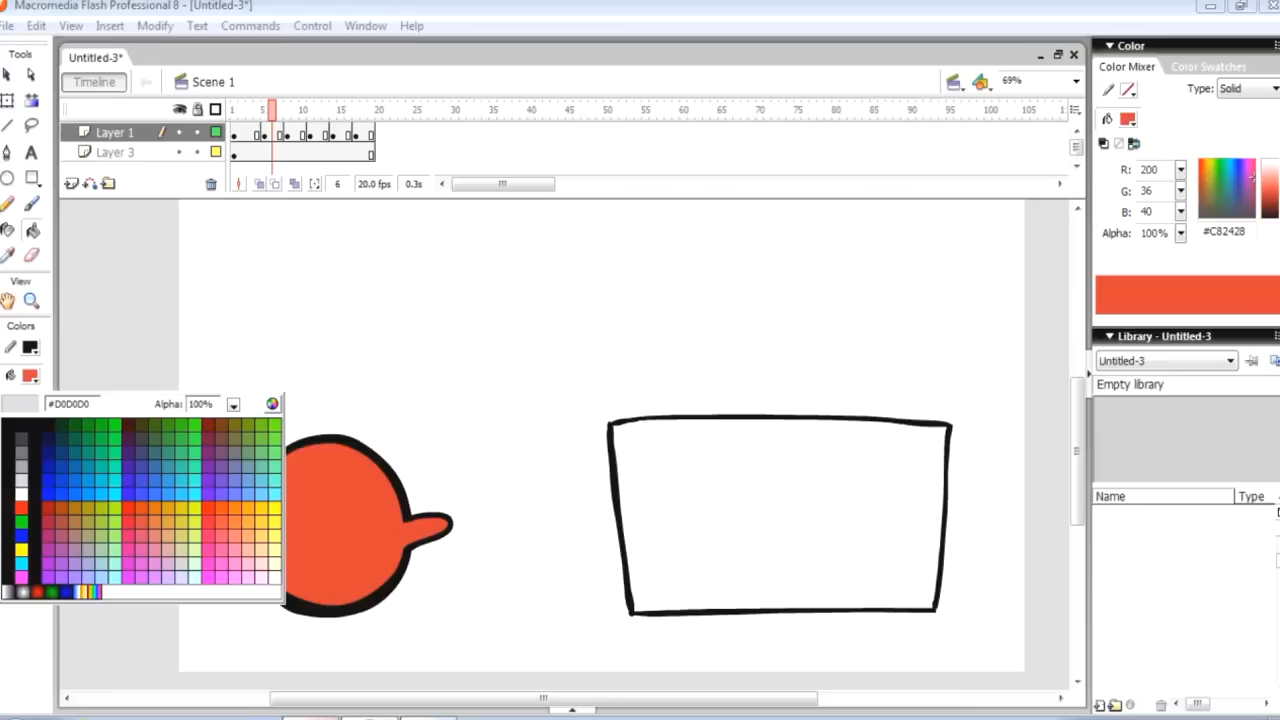 Macromedia Flash Professional 8 - [Untitled-3*]
File Edit View Insert Modify Text Commands Control Window Help
Tools
Untitled-3*
Timeline
Scene 1
69%
1 5 10 15 20 25 30 35 40 45 50 55 60 65 70 75 80 85 90 95 100 105
Layer 1
Layer 3
6 20.0 fps 0.3s
View
Colors
#D0D0D0 Alpha: 100%
Color
Color Mixer Color Swatches
Type: Solid
R: 200
G: 36
B: 40
Alpha: 100% #C82428
Library - Untitled-3
Untitled-3
Empty library
Name Type